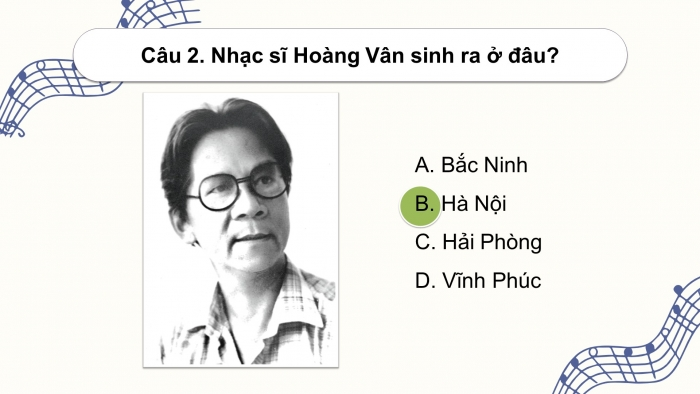 Câu 2. Nhạc sĩ Hoàng Vân sinh ra ở đâu?
A. Bắc Ninh
B. Hà Nội
C. Hải Phòng
D. Vĩnh Phúc